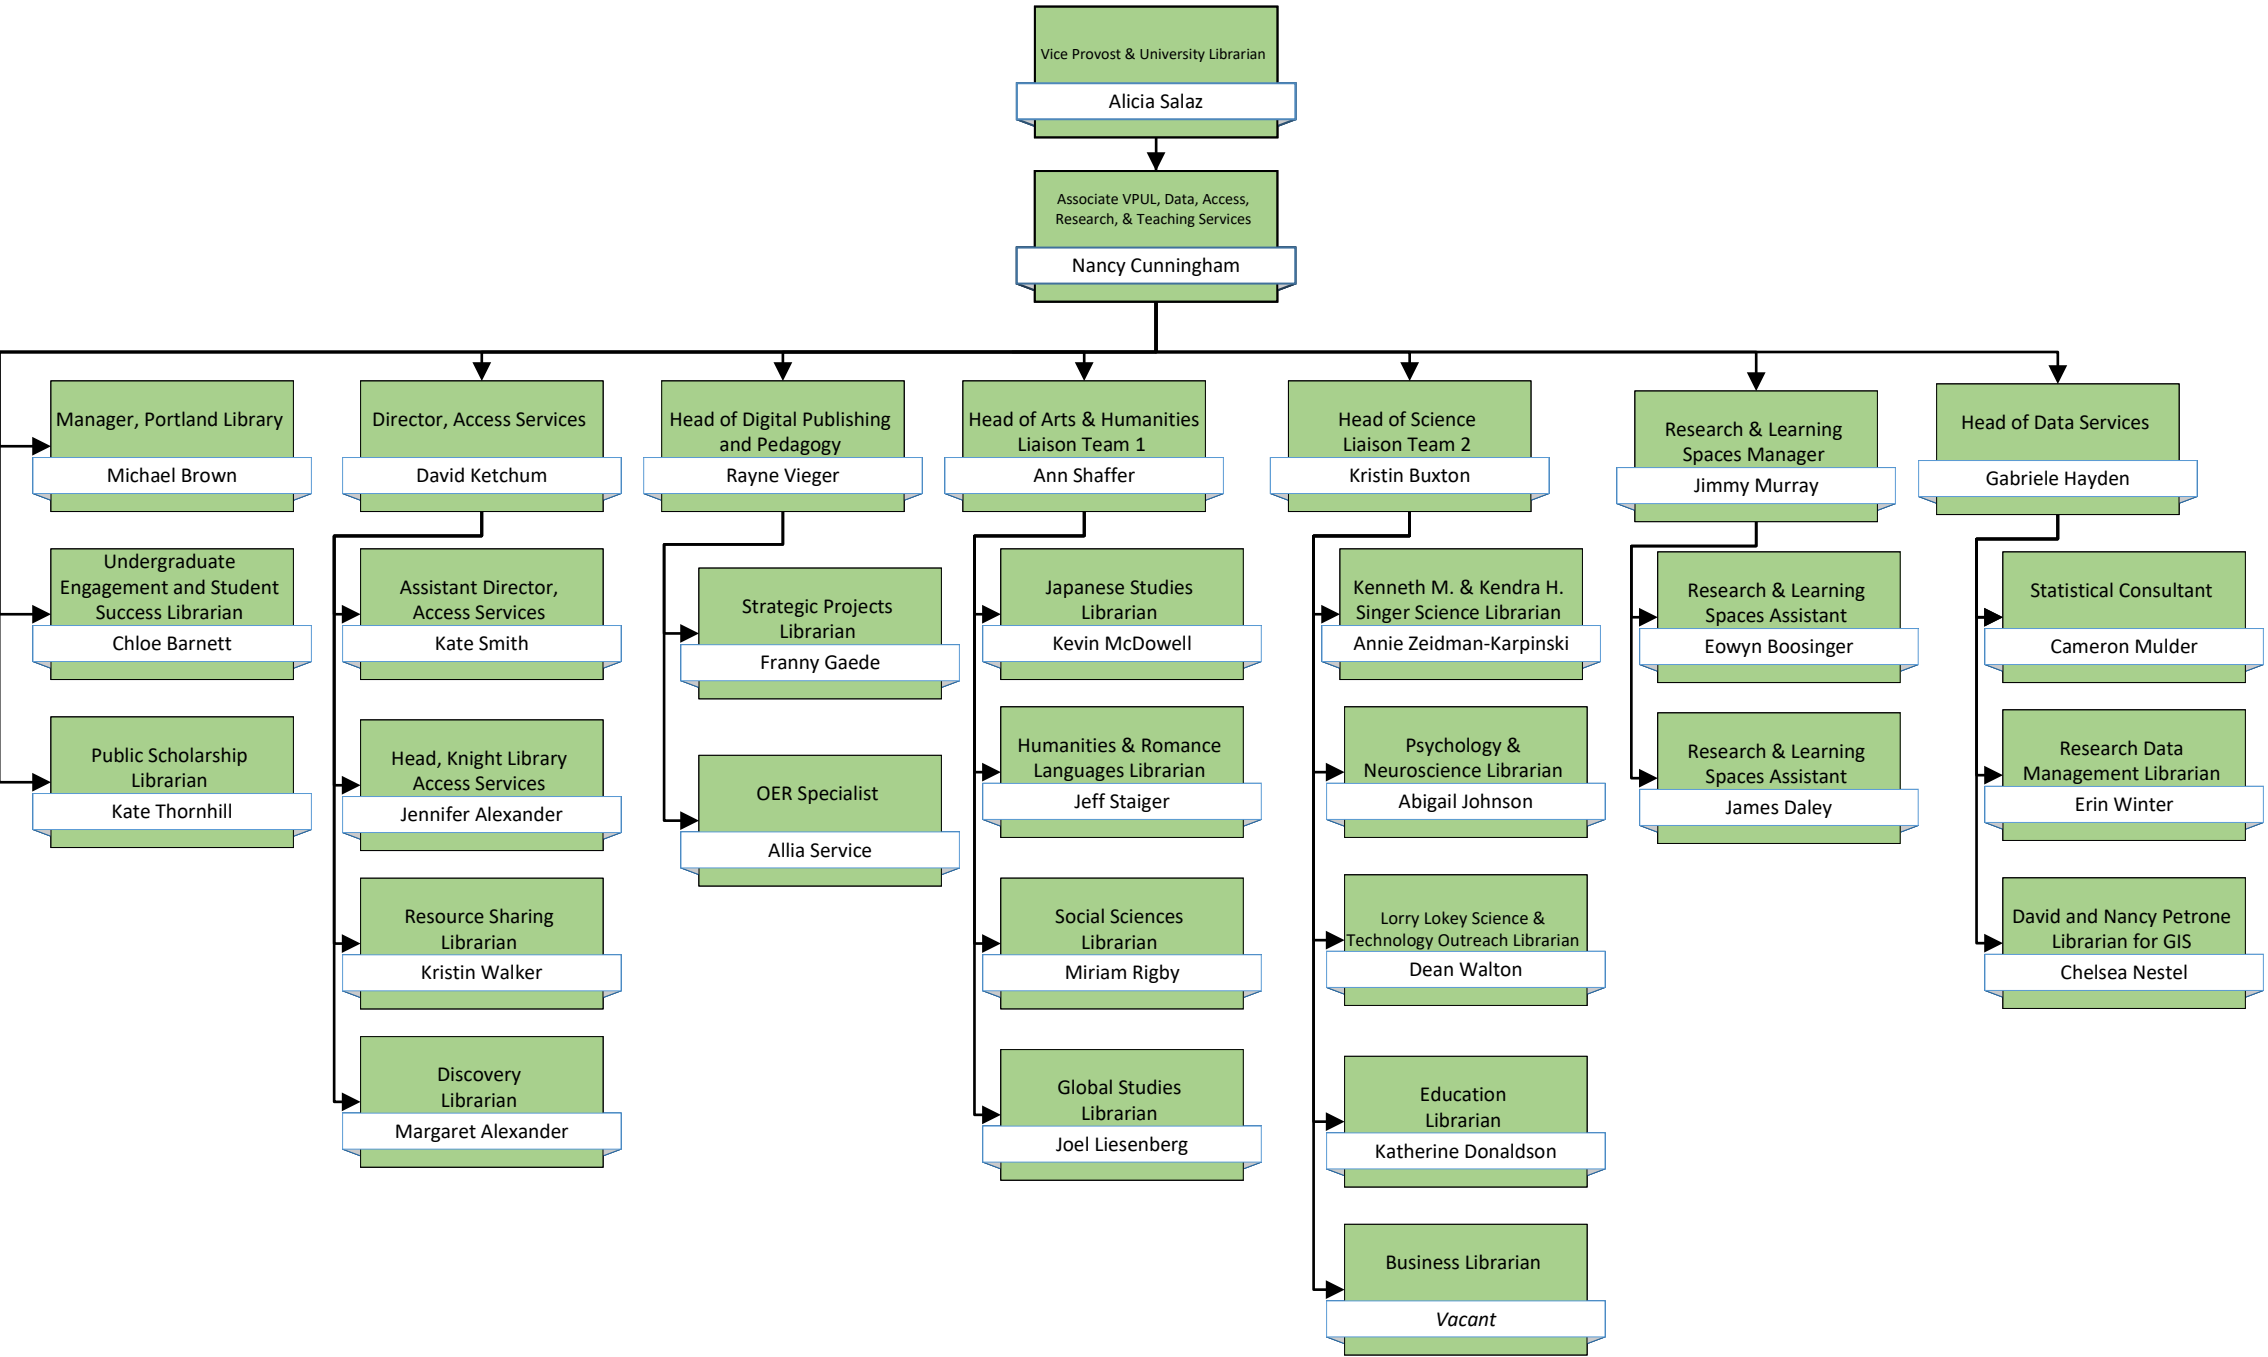 Vice Provost & University Librarian
Alicia Salaz
Associate VPUL, Data, Access,
Research, & Teaching Services
Nancy Cunningham
Manager, Portland Library
Michael Brown
Undergraduate
Engagement and Student
Success Librarian
Chloe Barnett
Public Scholarship
Librarian
Kate Thornhill
Director, Access Services
David Ketchum
Assistant Director,
Access Services
Kate Smith
Head, Knight Library
Access Services
Jennifer Alexander
Resource Sharing
Librarian
Kristin Walker
Discovery
Librarian
Margaret Alexander
Head of Digital Publishing
and Pedagogy
Rayne Vieger
Strategic Projects
Librarian
Franny Gaede
OER Specialist
Allia Service
Head of Arts & Humanities
Liaison Team 1
Ann Shaffer
Japanese Studies
Librarian
Kevin McDowell
Humanities & Romance
Languages Librarian
Jeff Staiger
Social Sciences
Librarian
Miriam Rigby
Global Studies
Librarian
Joel Liesenberg
Head of Science
Liaison Team 2
Kristin Buxton
Kenneth M. & Kendra H.
Singer Science Librarian
Annie Zeidman-Karpinski
Psychology &
Neuroscience Librarian
Abigail Johnson
Lorry Lokey Science &
Technology Outreach Librarian
Dean Walton
Education
Librarian
Katherine Donaldson
Business Librarian
Vacant
Research & Learning
Spaces Manager
Jimmy Murray
Research & Learning
Spaces Assistant
Eowyn Boosinger
Research & Learning
Spaces Assistant
James Daley
Head of Data Services
Gabriele Hayden
Statistical Consultant
Cameron Mulder
Research Data
Management Librarian
Erin Winter
David and Nancy Petrone
Librarian for GIS
Chelsea Nestel